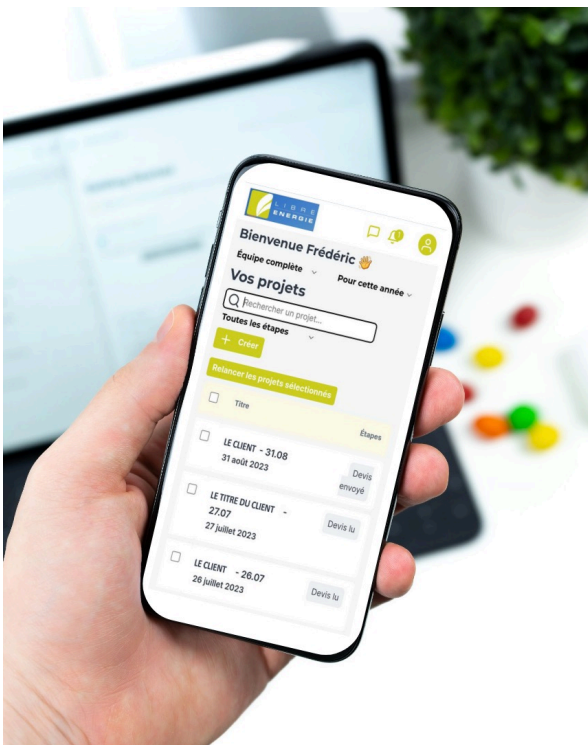 LIBRE
ENERGIE
Bienvenue Frédéric 👋
Équipe complète
Pour cette année
Vos projets
Rechercher un projet...
Toutes les étapes
+ Créer
Relancer les projets sélectionnés
Titre
Étapes
LE CLIENT - 31.08
31 août 2023
Devis
envoyé
LE TITRE DU CLIENT -
27.07
27 juillet 2023
Devis lu
LE CLIENT - 26.07
26 juillet 2023
Devis lu